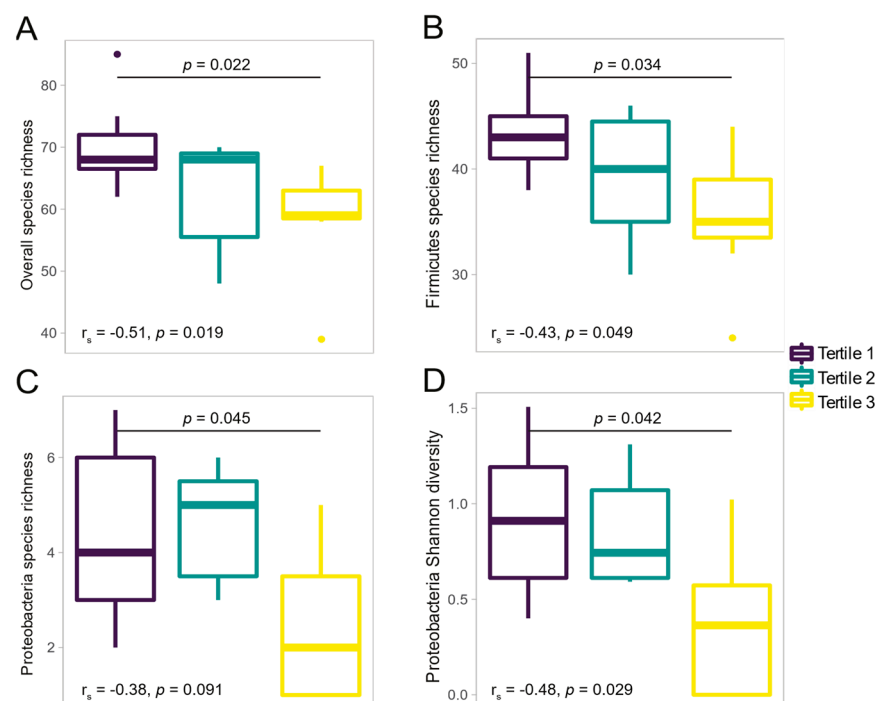 A
Overall species richness
80
70
60
50
40
p = 0.022
rs = -0.51, p = 0.019
B
Firmicutes species richness
50
40
30
p = 0.034
rs = -0.43, p = 0.049
Tertile 1
Tertile 2
Tertile 3
C
Proteobacteria species richness
6
4
2
p = 0.045
rs = -0.38, p = 0.091
D
Proteobacteria Shannon diversity
1.5
1.0
0.5
0.0
p = 0.042
rs = -0.48, p = 0.029